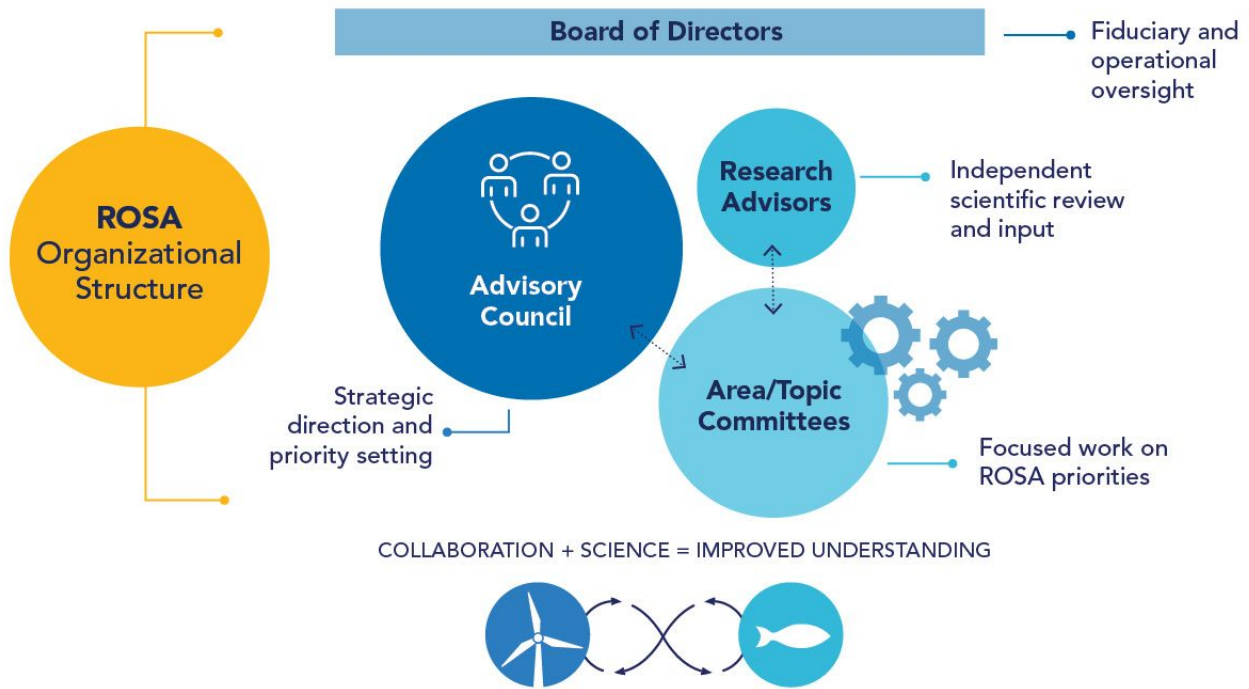 Board of Directors
Fiduciary and
operational
oversight
ROSA
Organizational
Structure
Advisory
Council
Research
Advisors
Independent
scientific review
and input
Strategic
direction and
priority setting
Area/Topic
Committees
Focused work on
ROSA priorities
COLLABORATION + SCIENCE = IMPROVED UNDERSTANDING